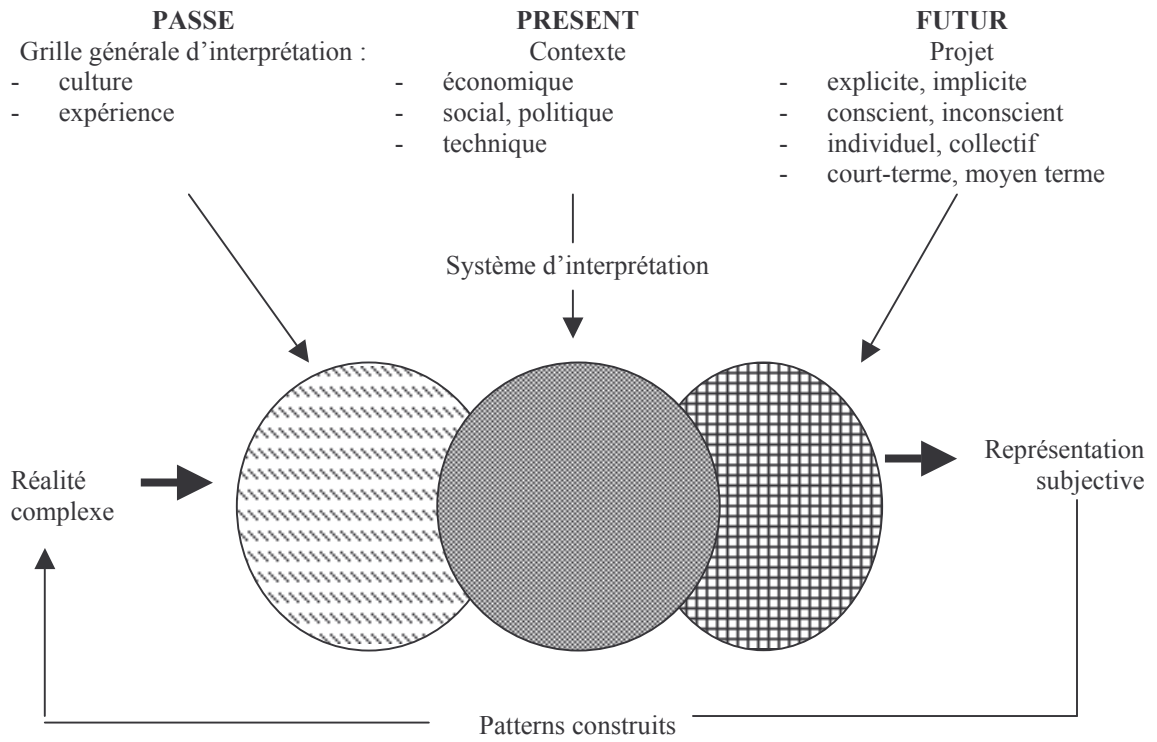 PASSE
Grille générale d’interprétation :
- culture
- expérience
PRESENT
Contexte
- économique
- social, politique
- technique
FUTUR
Projet
- explicite, implicite
- conscient, inconscient
- individuel, collectif
- court-terme, moyen terme
Système d’interprétation
Réalité
complexe
Représentation
subjective
Patterns construits